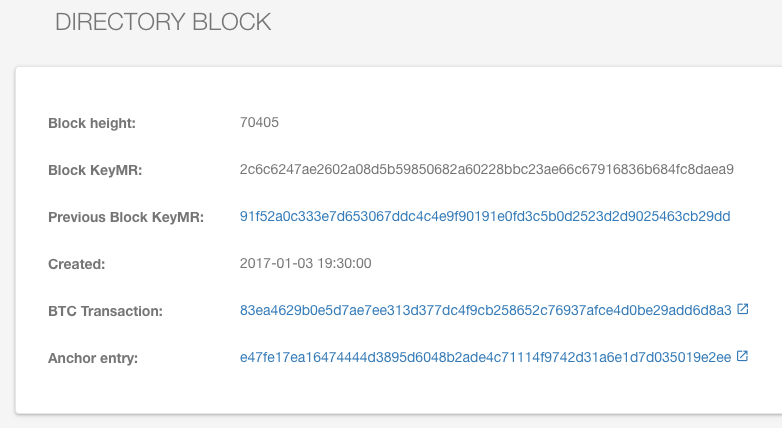 DIRECTORY BLOCK
Block height: 70405
Block KeyMR: 2c6c6247ae2602a08d5b59850682a60228bbc23ae66c67916836b684fc8daea9
Previous Block KeyMR: 91f52a0c333e7d653067ddc4c4e9f90191e0fd3c5b0d2523d2d9025463cb29dd
Created: 2017-01-03 19:30:00
BTC Transaction: 83ea4629b0e5d7ae7ee313d377dc4f9cb258652c76937afce4d0be29add6d8a3
Anchor entry: e47fe17ea16474444d3895d6048b2ade4c71114f9742d31a6e1d7d035019e2ee